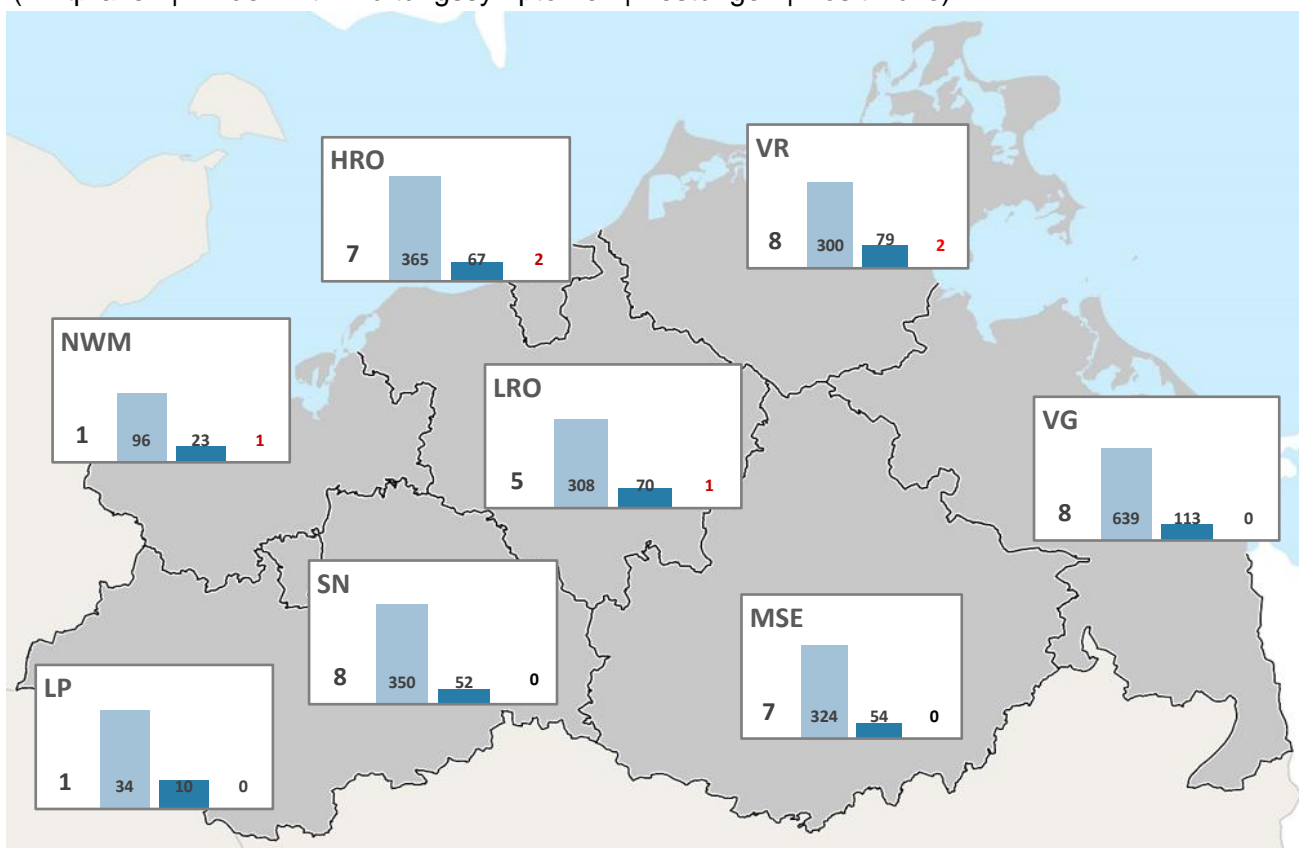 HRO
7 365 67 2
VR
8 300 79 2
NWM
1 96 23 1
LRO
5 308 70 1
VG
8 639 113 0
SN
8 350 52 0
MSE
7 324 54 0
LP
1 34 10 0